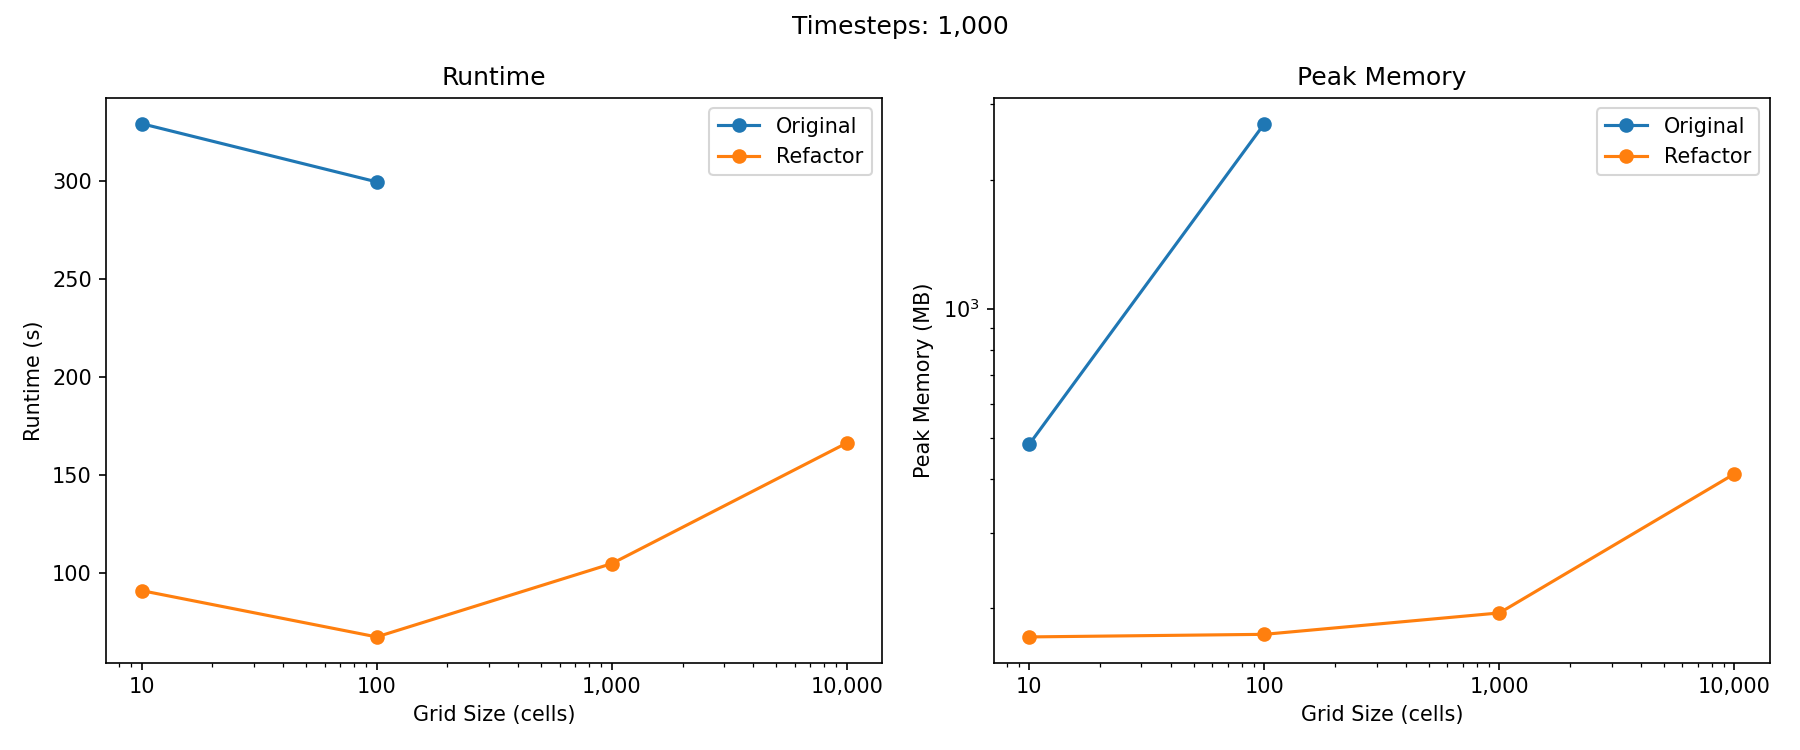 Timesteps: 1,000
Runtime
Original
Refactor
300
250
200
150
100
Runtime (s)
10
100
1,000
10,000
Grid Size (cells)
Peak Memory
Original
Refactor
10³
Peak Memory (MB)
10
100
1,000
10,000
Grid Size (cells)